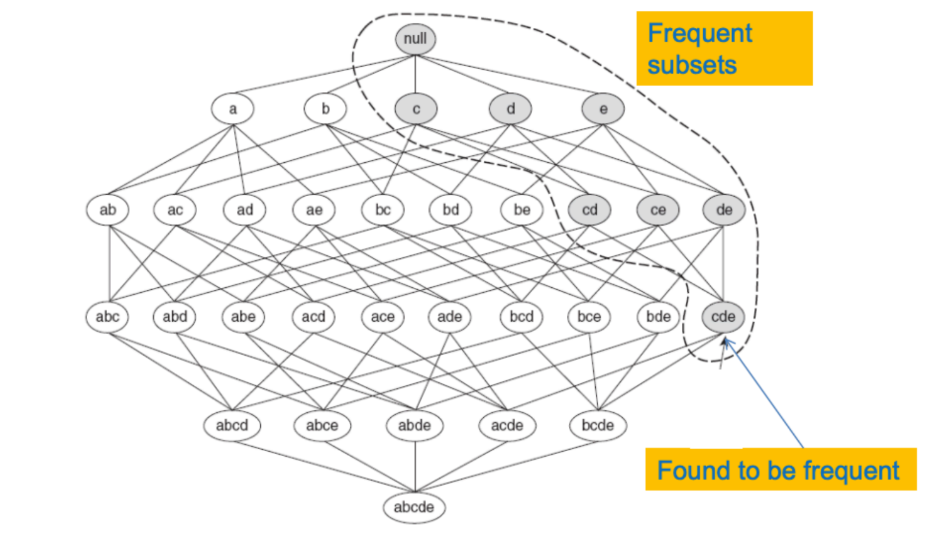 null
Frequent
subsets
a b c d e
ab ac ad ae bc bd be cd ce de
abc abd abe acd ace ade bcd bce bde cde
abcd abce abde acde bcde
Found to be frequent
abcde